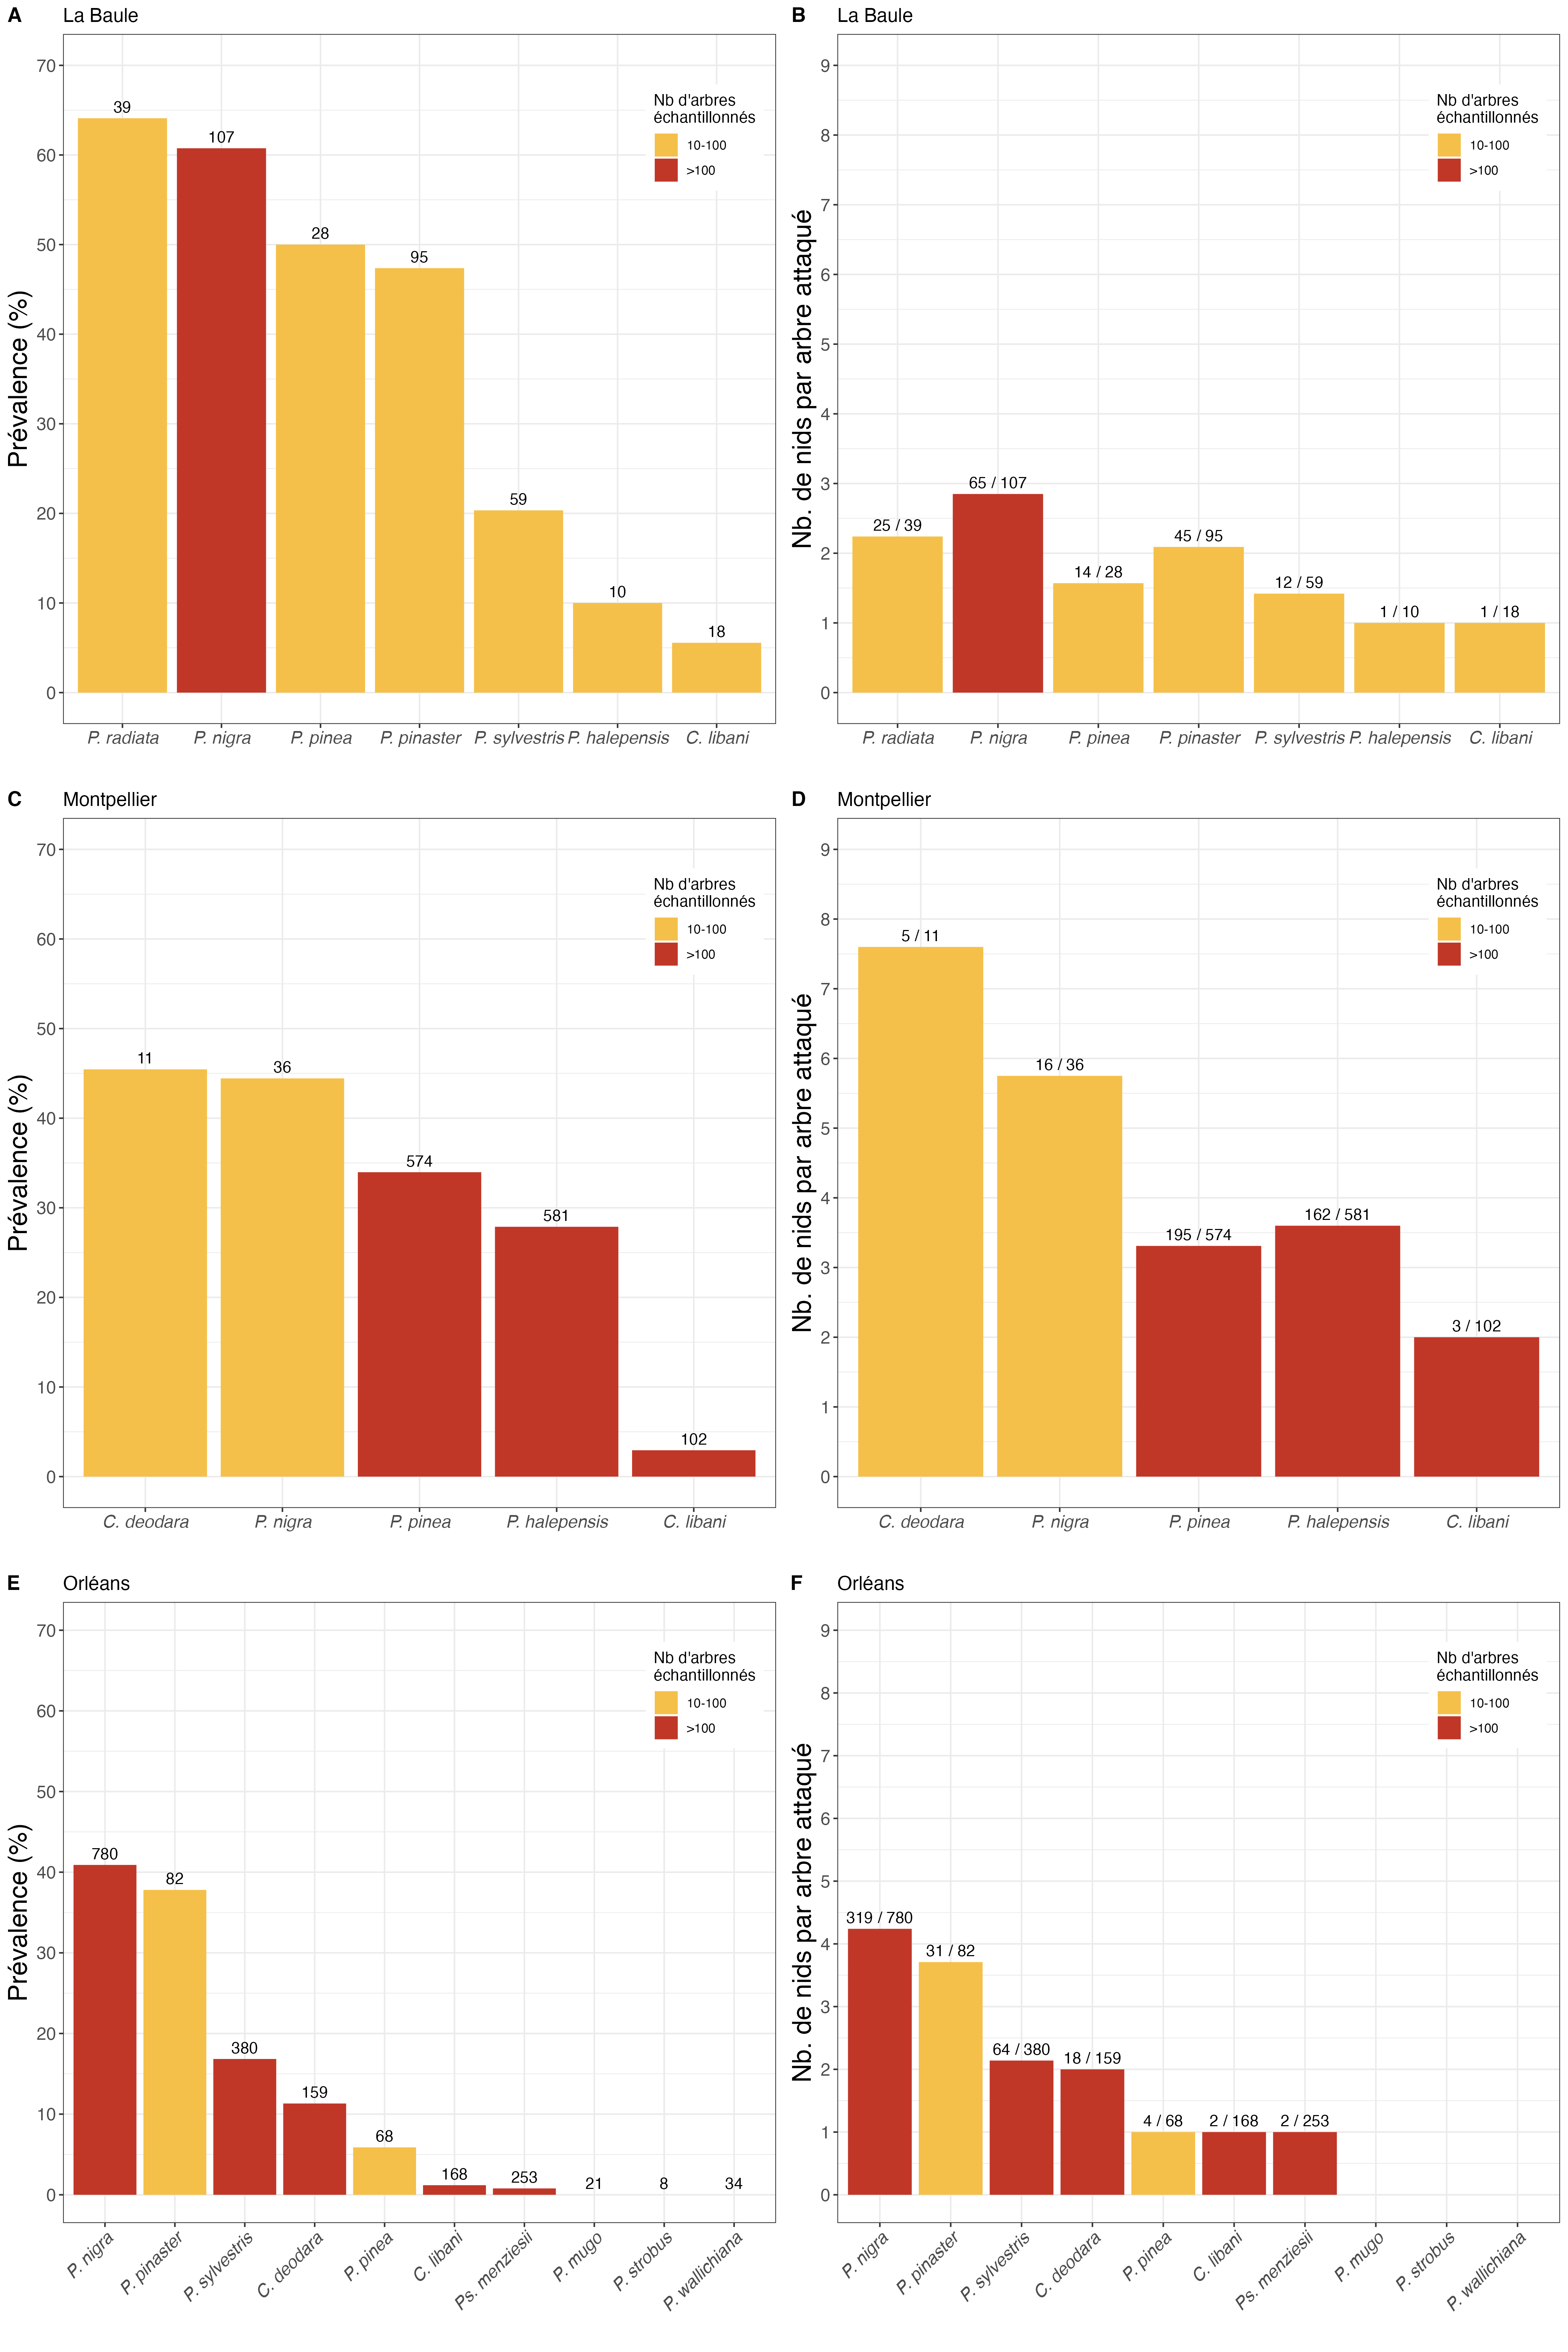 A La Baule
Prévalence (%)
70
60
50
40
30
20
10
0
39
107
28
95
59
10
18
Nb d'arbres
échantillonnés
10-100
>100
P. radiata P. nigra P. pinea P. pinaster P. sylvestris P. halepensis C. libani
B La Baule
Nb. de nids par arbre attaqué
9
8
7
6
5
4
3
2
1
0
25 / 39
65 / 107
14 / 28
45 / 95
12 / 59
1 / 10
1 / 18
Nb d'arbres
échantillonnés
10-100
>100
P. radiata P. nigra P. pinea P. pinaster P. sylvestris P. halepensis C. libani
C Montpellier
Prévalence (%)
70
60
50
40
30
20
10
0
11
36
574
581
102
Nb d'arbres
échantillonnés
10-100
>100
C. deodara P. nigra P. pinea P. halepensis C. libani
D Montpellier
Nb. de nids par arbre attaqué
9
8
7
6
5
4
3
2
1
0
5 / 11
16 / 36
195 / 574
162 / 581
3 / 102
Nb d'arbres
échantillonnés
10-100
>100
C. deodara P. nigra P. pinea P. halepensis C. libani
E Orléans
Prévalence (%)
70
60
50
40
30
20
10
0
780
82
380
159
68
168
253
21
8
34
Nb d'arbres
échantillonnés
10-100
>100
P. nigra
P. pinaster
P. sylvestris
C. deodara
P. pinea
C. libani
Ps. menziesii
P. mugo
P. strobus
P. wallichiana
F Orléans
Nb. de nids par arbre attaqué
9
8
7
6
5
4
3
2
1
0
319 / 780
31 / 82
64 / 380
18 / 159
4 / 68
2 / 168
2 / 253
Nb d'arbres
échantillonnés
10-100
>100
P. nigra
P. pinaster
P. sylvestris
C. deodara
P. pinea
C. libani
Ps. menziesii
P. mugo
P. strobus
P. wallichiana